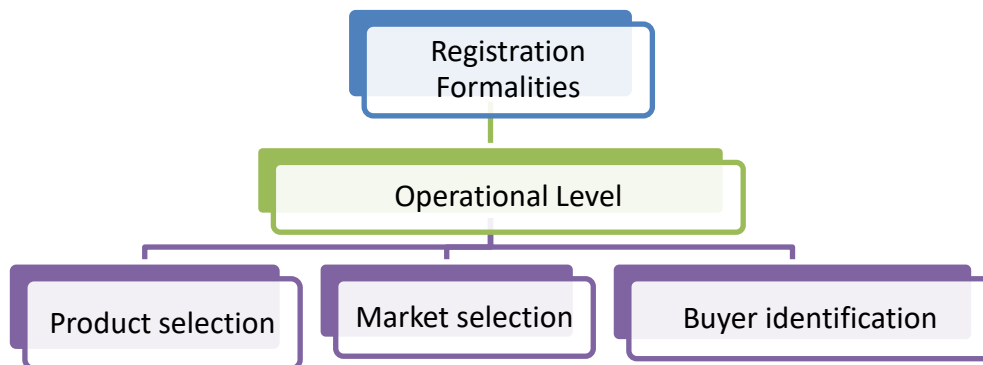 Registration
Formalities
Operational Level
Product selection
Market selection
Buyer identification